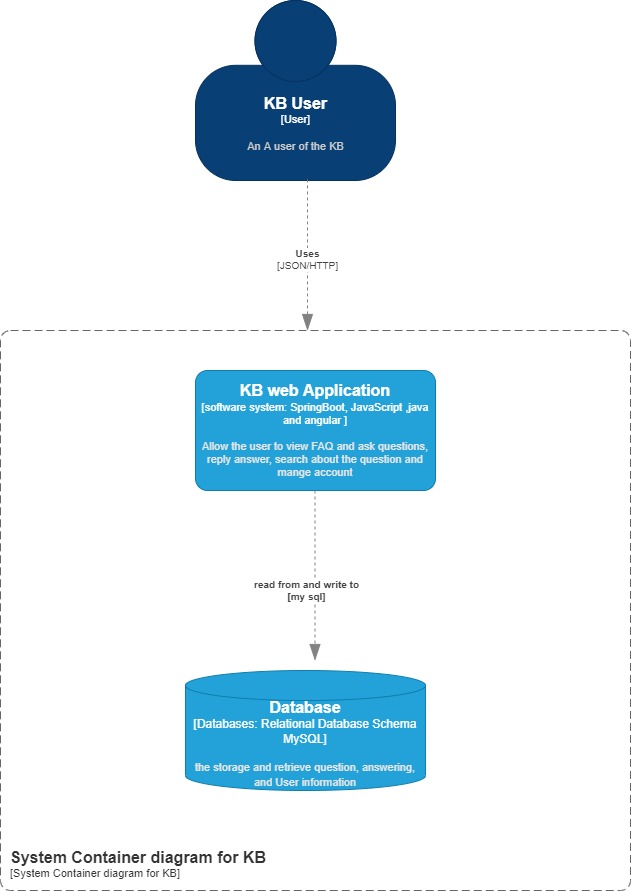 KB User
[User]
An A user of the KB
Uses
[JSON/HTTP]
KB web Application
[software system: SpringBoot, JavaScript ,java
and angular ]
Allow the user to view FAQ and ask questions,
reply answer, search about the question and
mange account
read from and write to
[my sql]
Database
[Databases: Relational Database Schema
MySQL]
the storage and retrieve question, answering,
and User information
System Container diagram for KB
[System Container diagram for KB]